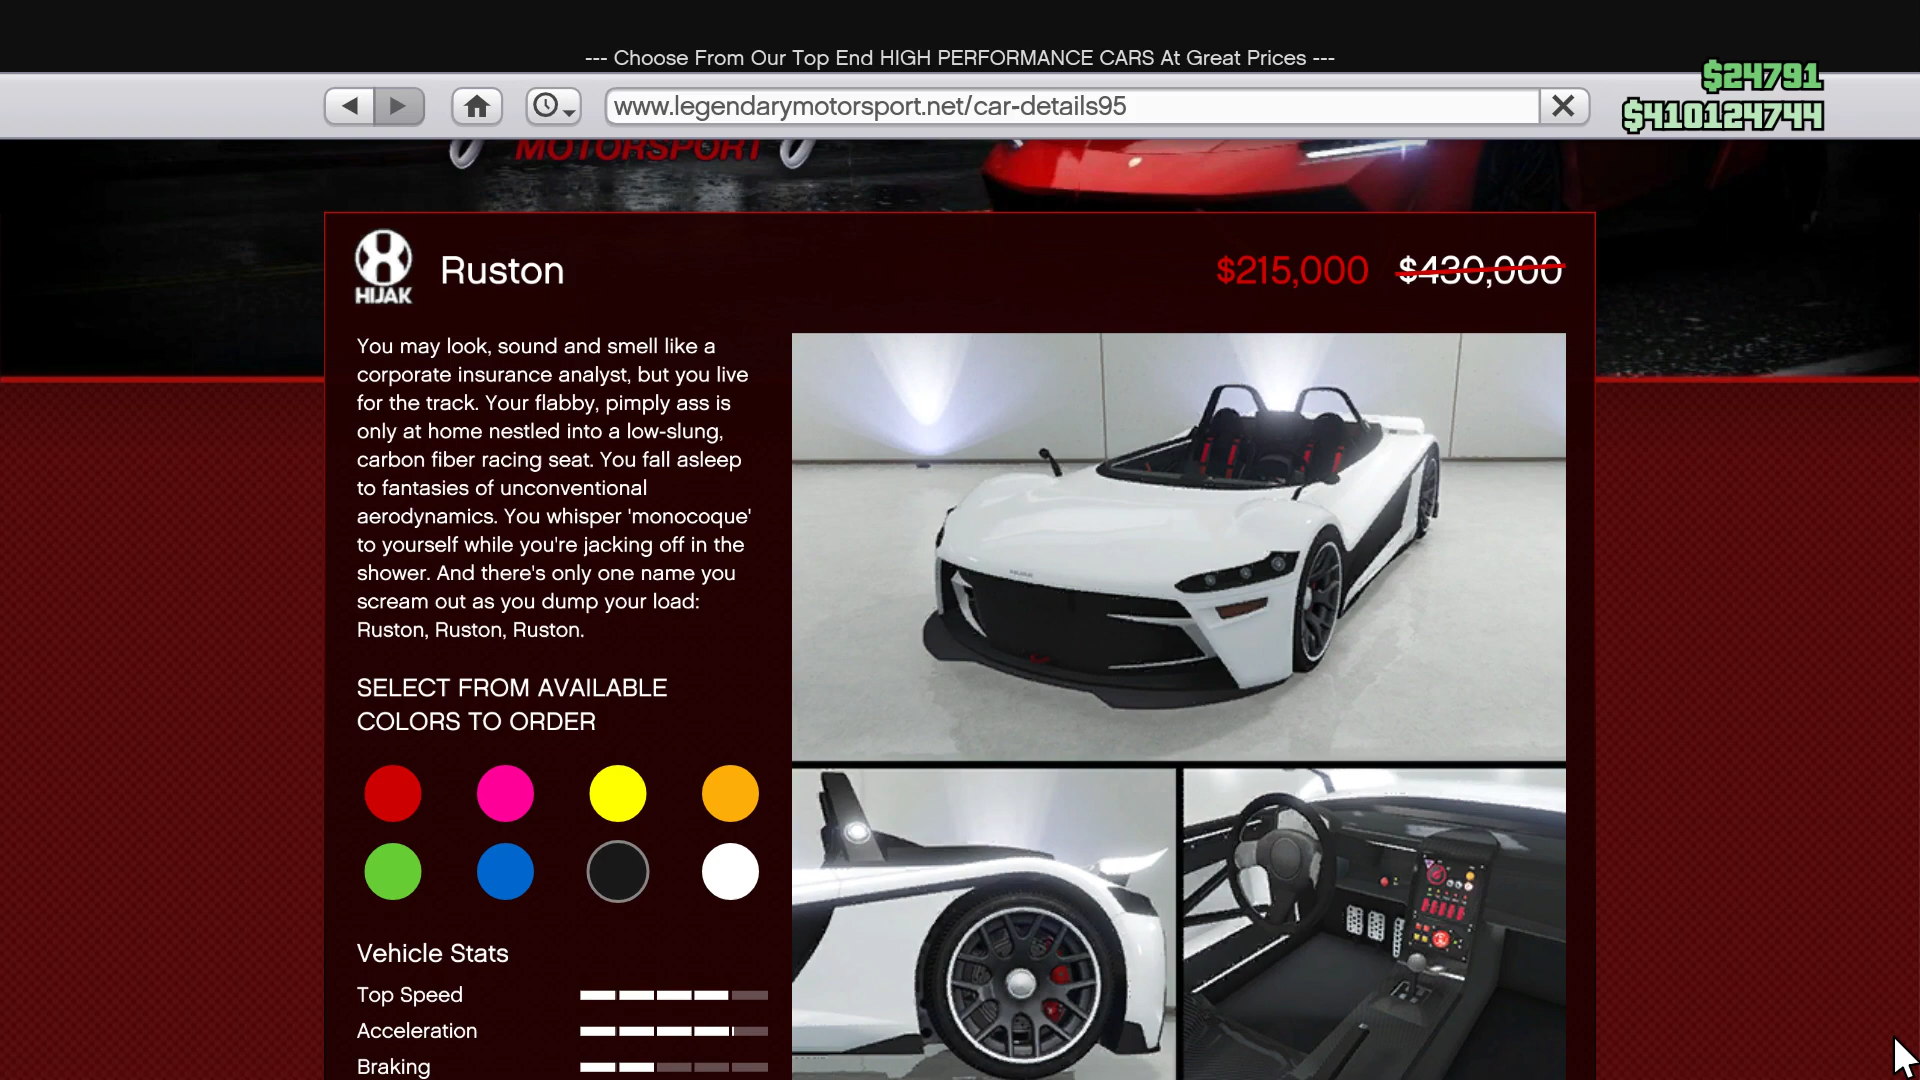 --- Choose From Our Top End HIGH PERFORMANCE CARS At Great Prices ---
$24791
www.legendarymotorsport.net/car-details95
$410124744
MOTORSPORT
HIJAK
Ruston
$215,000 $430,000
You may look, sound and smell like a
corporate insurance analyst, but you live
for the track. Your flabby, pimply ass is
only at home nestled into a low-slung,
carbon fiber racing seat. You fall asleep
to fantasies of unconventional
aerodynamics. You whisper 'monocoque'
to yourself while you're jacking off in the
shower. And there's only one name you
scream out as you dump your load:
Ruston, Ruston, Ruston.
SELECT FROM AVAILABLE
COLORS TO ORDER
Vehicle Stats
Top Speed
Acceleration
Braking